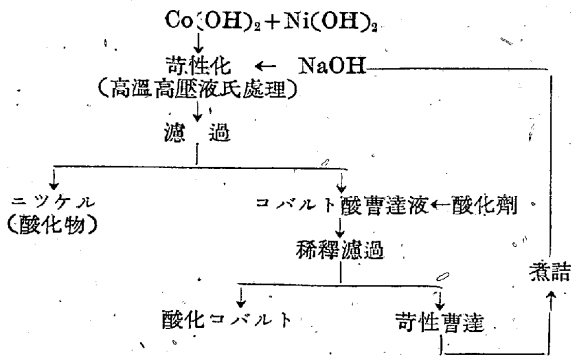 Co(OH)₂+Ni(OH)₂
苛性化 ← NaOH
(高溫高壓液氏處理)
濾過
ニツケル
(酸化物)
コバルト酸曹達液←酸化劑
稀釋濾過
煮詰
酸化コバルト
苛性曹達